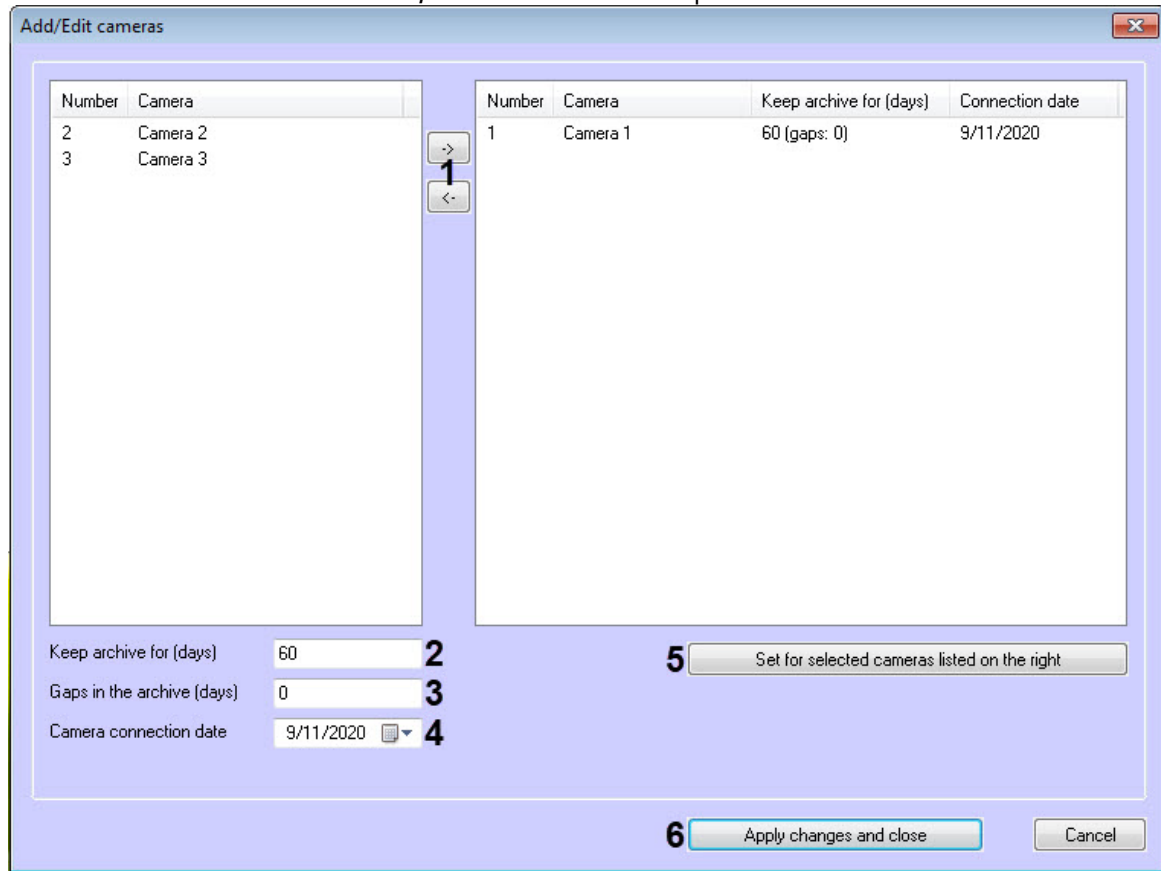 Add/Edit cameras
Number Camera
2 Camera 2
3 Camera 3
->
1
<-
Number Camera Keep archive for (days) Connection date
1 Camera 1 60 (gaps: 0) 9/11/2020
Keep archive for (days) 60 2
Gaps in the archive (days) 0 3
Camera connection date 9/11/2020 4
5 Set for selected cameras listed on the right
6 Apply changes and close Cancel